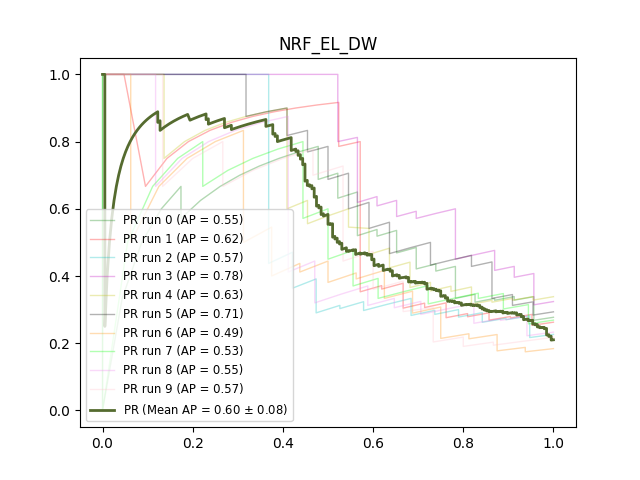 NRF_EL_DW
1.0
0.8
0.6
0.4
0.2
0.0
PR run 0 (AP = 0.55)
PR run 1 (AP = 0.62)
PR run 2 (AP = 0.57)
PR run 3 (AP = 0.78)
PR run 4 (AP = 0.63)
PR run 5 (AP = 0.71)
PR run 6 (AP = 0.49)
PR run 7 (AP = 0.53)
PR run 8 (AP = 0.55)
PR run 9 (AP = 0.57)
PR (Mean AP = 0.60 ± 0.08)
0.0 0.2 0.4 0.6 0.8 1.0